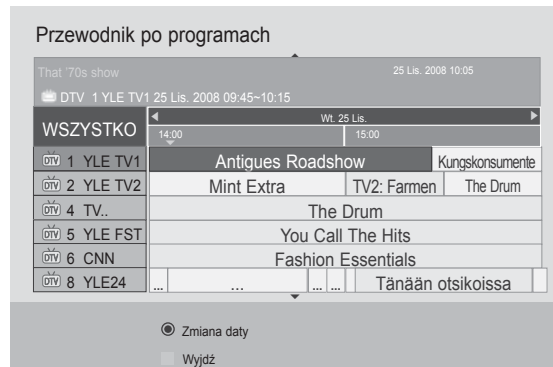 Przewodnik po programach
That '70s show 25 Lis. 2008 10:05
DTV 1 YLE TV1 25 Lis. 2008 09:45~10:15
WSZYSTKO Wt. 25 Lis.
14:00 15:00
DTV 1 YLE TV1 Antigues Roadshow Kungskonsumente
DTV 2 YLE TV2 Mint Extra TV2: Farmen The Drum
DTV 4 TV.. The Drum
DTV 5 YLE FST You Call The Hits
DTV 6 CNN Fashion Essentials
DTV 8 YLE24 ... ... ... ... Tänään otsikoissa
Zmiana daty
Wyjdź